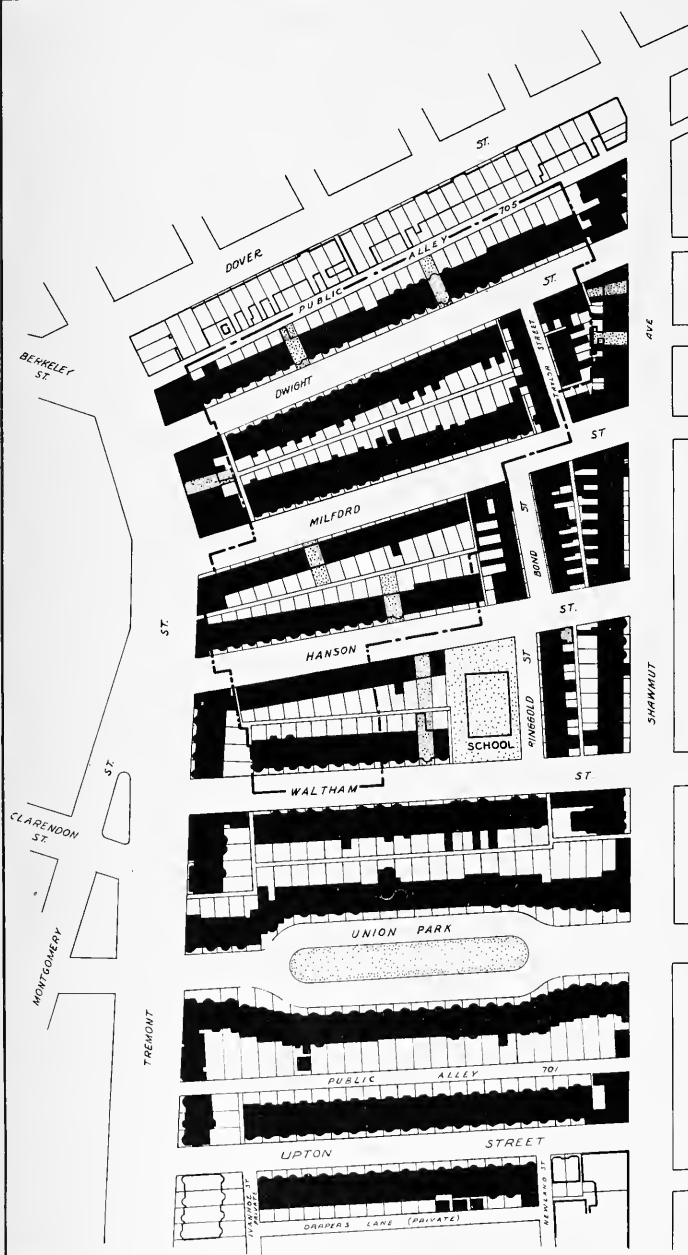 ST.
DOVER
PUBLIC ALLEY 705
BERKELEY
ST.
AVE
ST.
DWIGHT
TAYLOR STREET
ST
MILFORD
BOND ST
ST.
ST.
HANSON
RINGGOLD ST
SHAWMUT
SCHOOL
ST.
WALTHAM
ST.
CLARENDON
ST.
UNION PARK
MONTGOMERY
TREMONT
PUBLIC ALLEY 701
UPTON STREET
IVANHOE ST
PRIVATE
NEWLAND ST
DRAPERS LANE (PRIVATE)